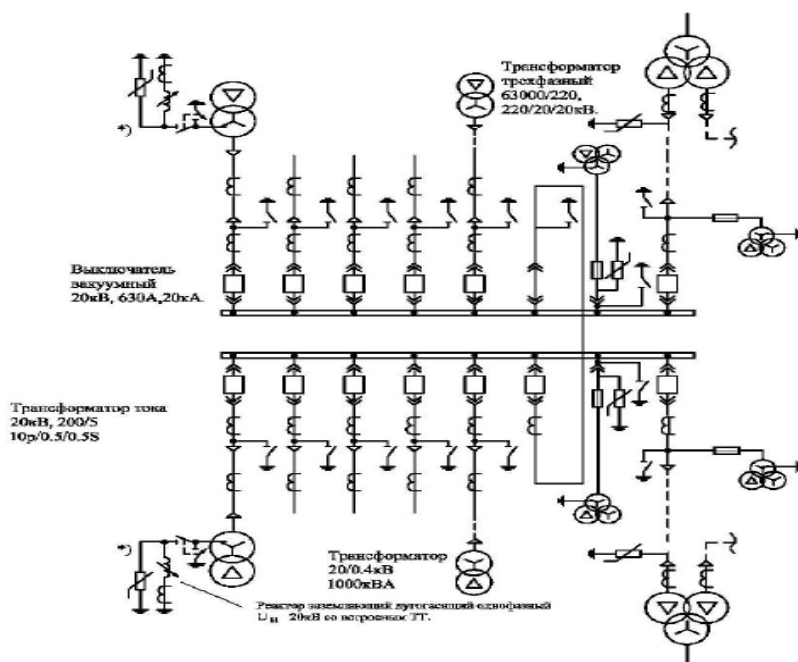 Трансформатор
трехфазный
63000/220,
220/20/20кВ.
*)
Выключатель
вакуумный
20кВ, 630А,20кА.
Трансформатор тока
20кВ, 200/5
10р/0.5/0.5S
*)
Трансформатор
20/0.4кВ
1000кВА
Реактор заземляющий дугогасящий однофазный
U н 20кВ со встроенным ТТ.